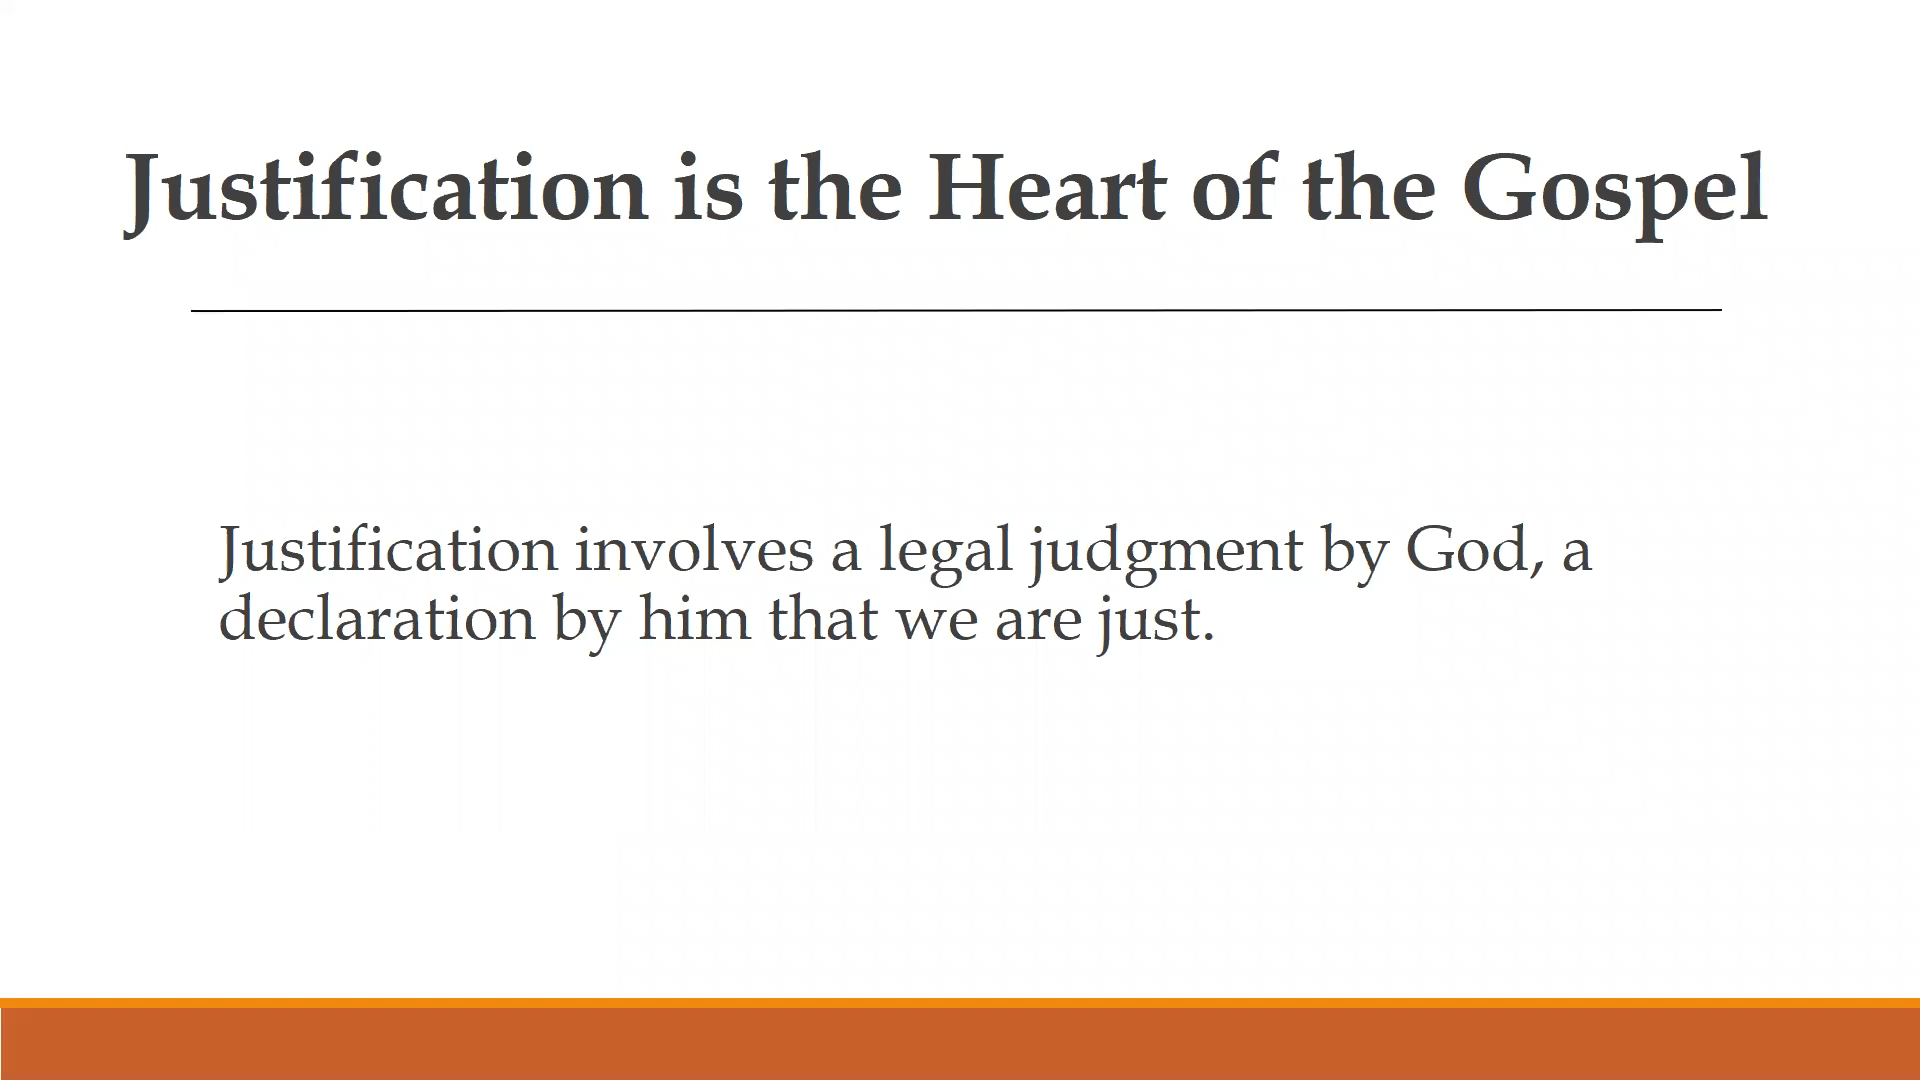 Justification is the Heart of the Gospel
Justification involves a legal judgment by God, a
declaration by him that we are just.